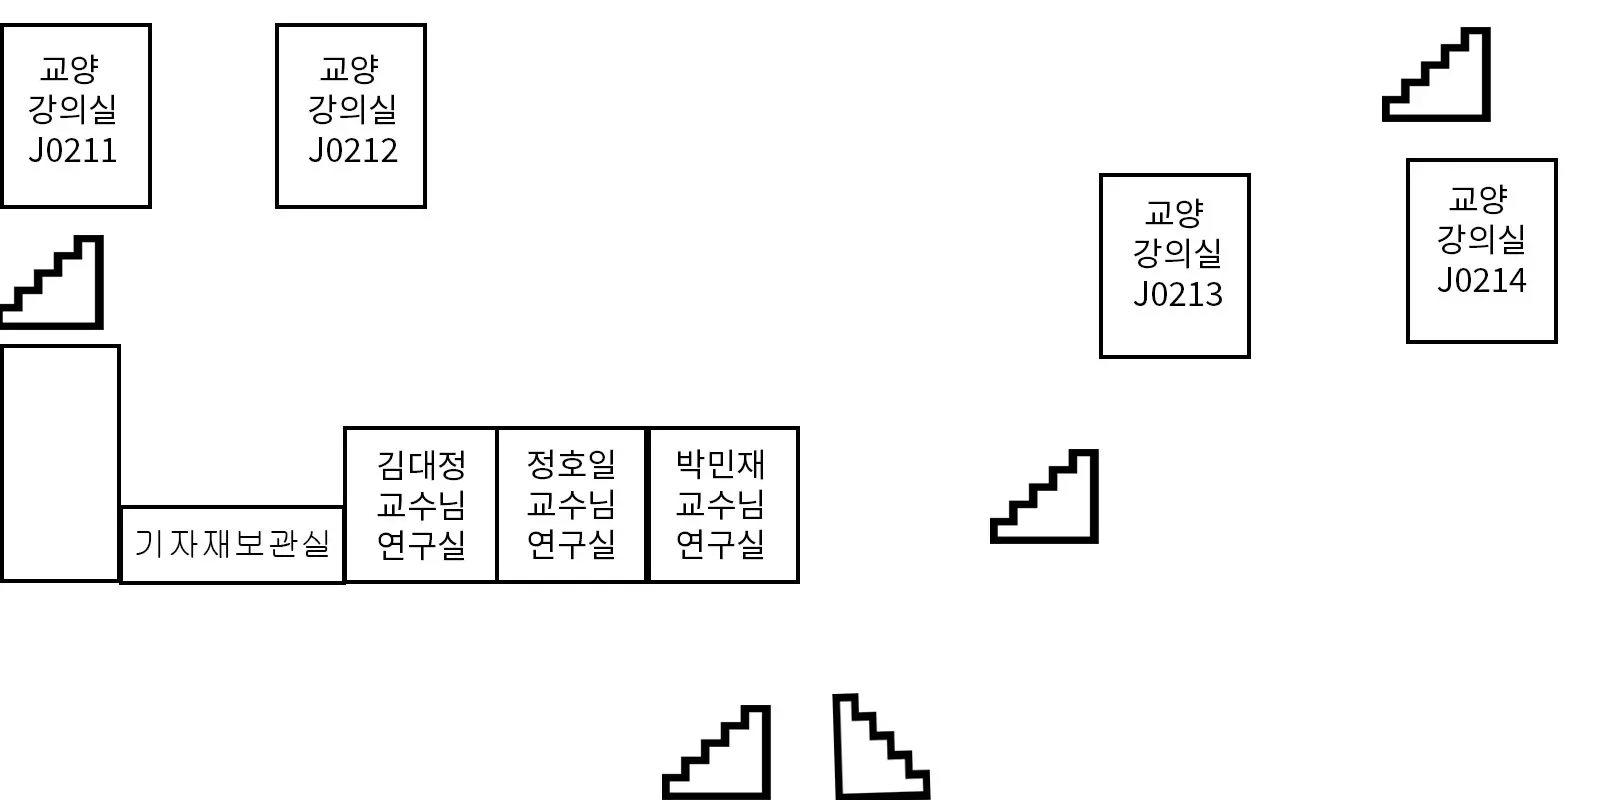 교양
강의실
J0211
교양
강의실
J0212
교양
강의실
J0213
교양
강의실
J0214
기자재보관실
김대정
교수님
연구실
정호일
교수님
연구실
박민재
교수님
연구실